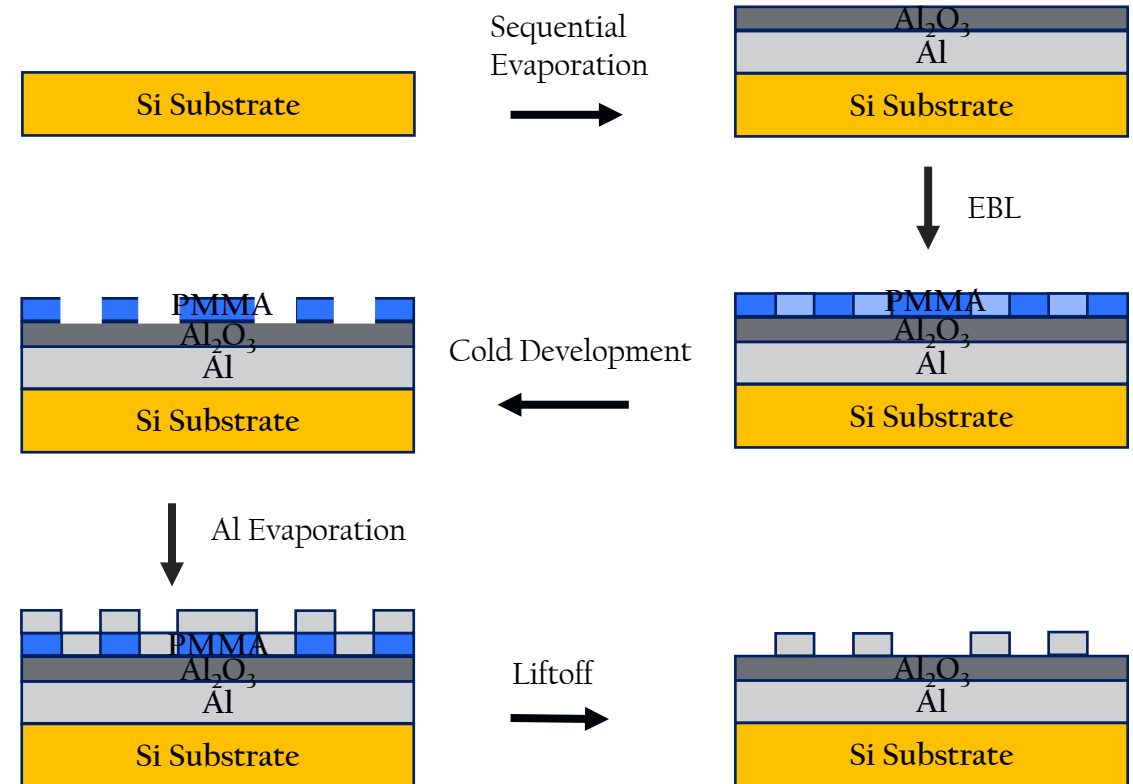 Sequential
Evaporation
Si Substrate
Al₂O₃
Al
Si Substrate
EBL
PMMA
Al₂O₃
Al
Si Substrate
Cold Development
PMMA
Al₂O₃
Al
Si Substrate
Al Evaporation
PMMA
Al₂O₃
Al
Si Substrate
Liftoff
Al₂O₃
Al
Si Substrate